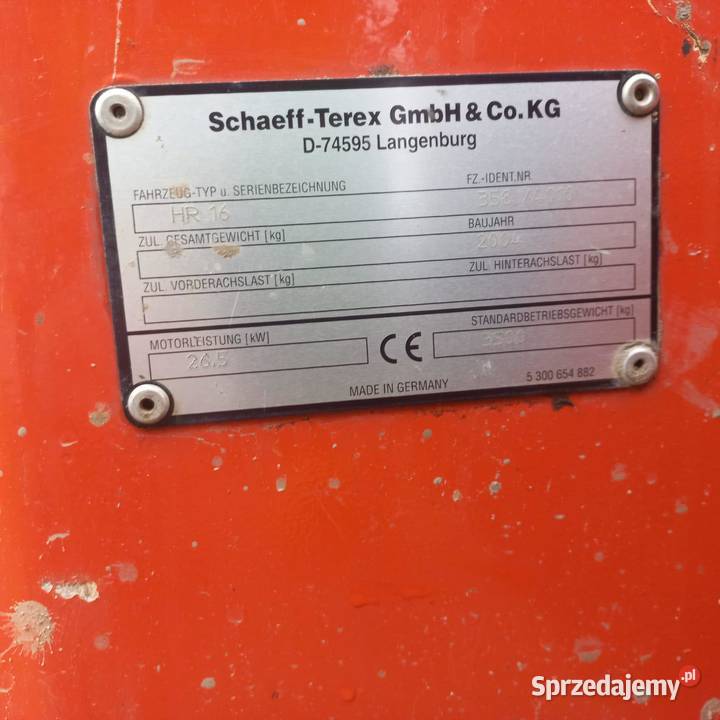 Schaeff-Terex GmbH & Co. KG
D-74595 Langenburg
FAHRZEUG-TYP u. SERIENBEZEICHNUNG
FZ.-IDENT.NR.
HR 16
358
ZUL. GESAMTGEWICHT [kg]
BAUJAHR
2004
ZUL. VORDERACHSLAST [kg]
ZUL. HINTERACHSLAST [kg]
MOTORLEISTUNG [kW]
STANDARDBETRIEBSGEWICHT [kg]
26.5
CE
MADE IN GERMANY
5 300 654 882
Sprzedajemy.pl